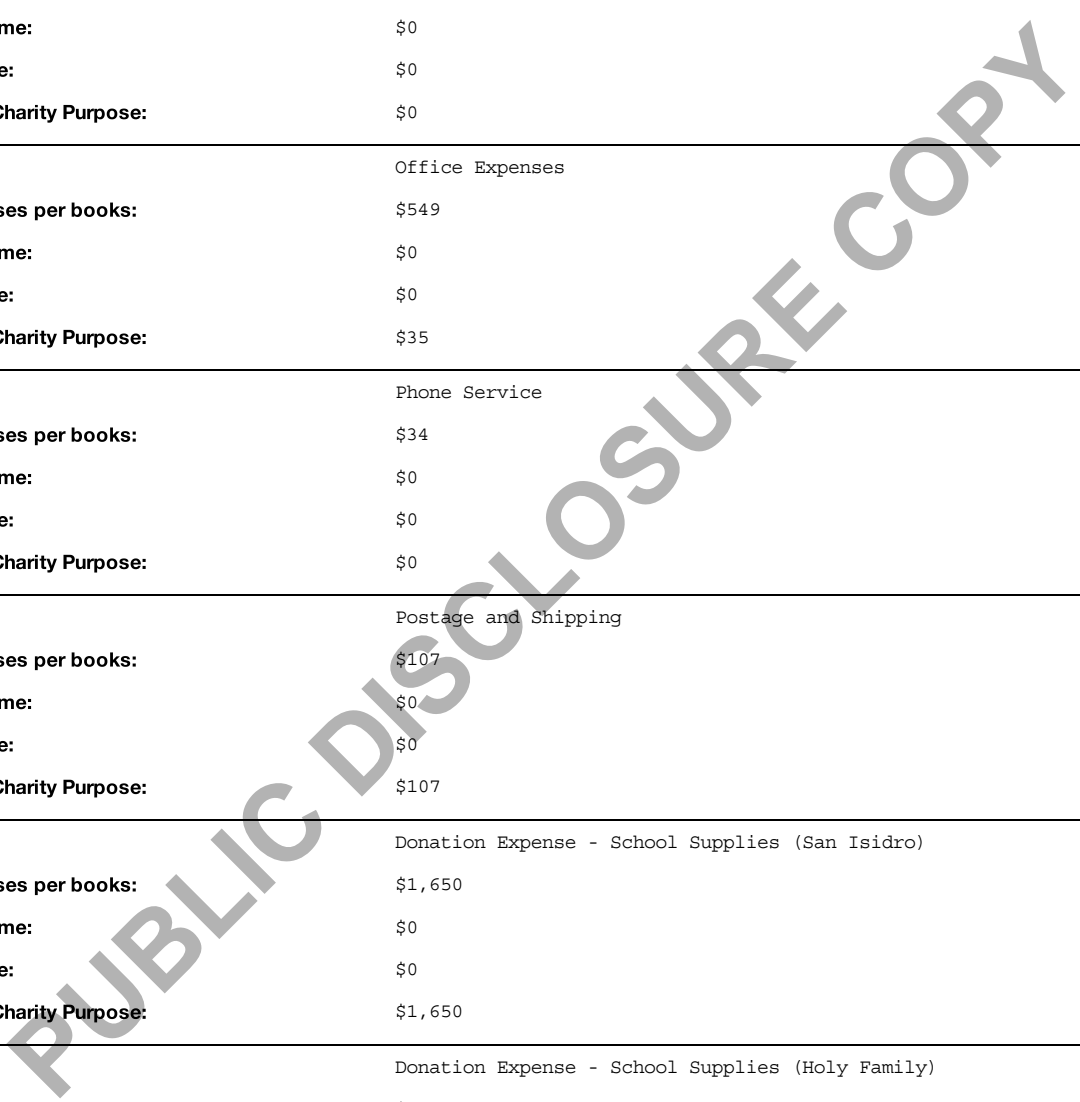 me: $0
e: $0
Charity Purpose: $0
Office Expenses
ses per books: $549
me: $0
e: $0
Charity Purpose: $35
Phone Service
ses per books: $34
me: $0
e: $0
Charity Purpose: $0
Postage and Shipping
ses per books: $107
me: $0
e: $0
Charity Purpose: $107
Donation Expense - School Supplies (San Isidro)
ses per books: $1,650
me: $0
e: $0
Charity Purpose: $1,650
Donation Expense - School Supplies (Holy Family)
PUBLIC DISCLOSURE COPY